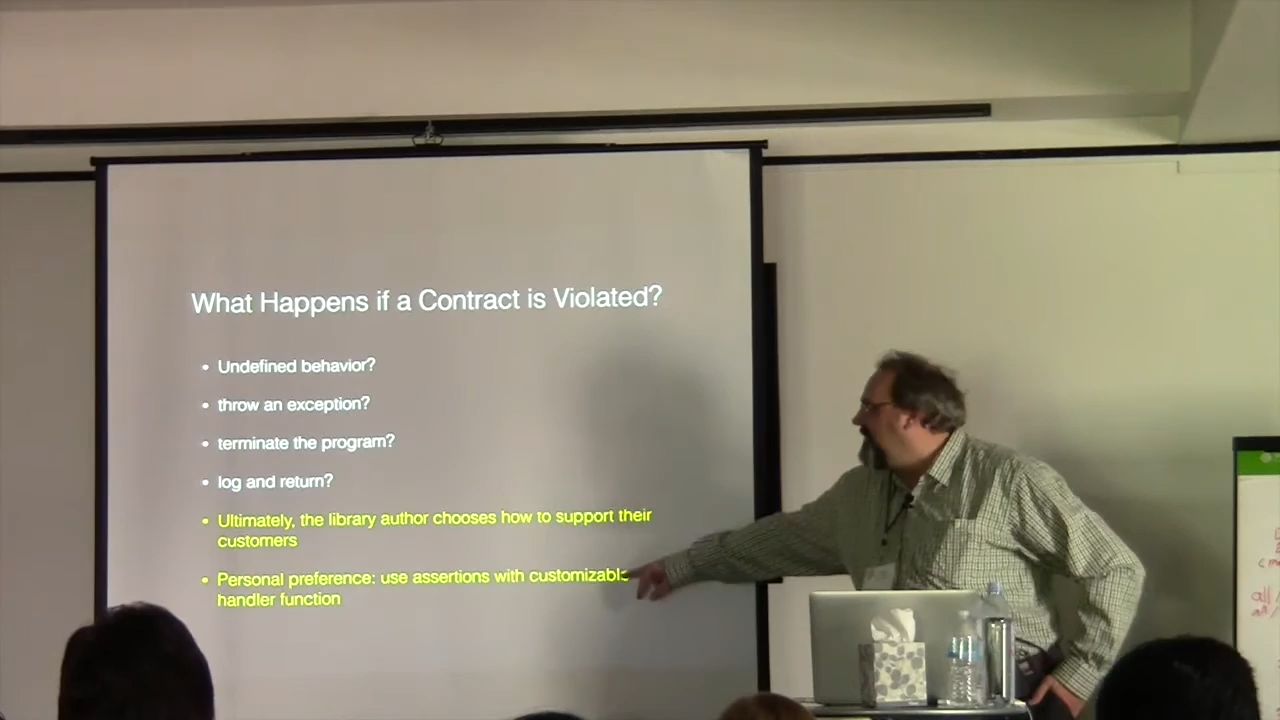 What Happens if a Contract is Violated?
• Undefined behavior?
• throw an exception?
• terminate the program?
• log and return?
• Ultimately, the library author chooses how to support their
customers
• Personal preference: use assertions with customizable
handler function
all